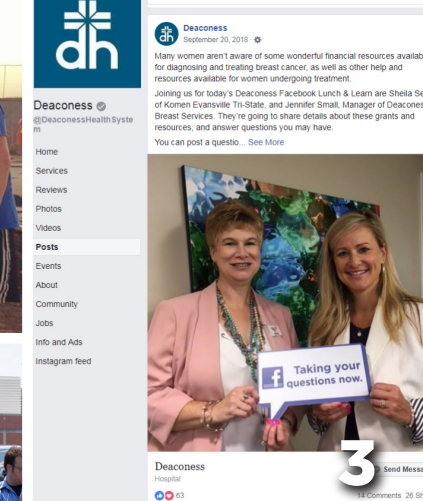 dh
Deaconess
@DeaconessHealthSyste
m
Home
Services
Reviews
Photos
Videos
Posts
Events
About
Community
Jobs
Info and Ads
Instagram feed
dh
Deaconess
September 20, 2018 ·
Many women aren't aware of some wonderful financial resources availab
for diagnosing and treating breast cancer, as well as other help and
resources available for women undergoing treatment.
Joining us for today's Deaconess Facebook Lunch & Learn are Sheila Se
of Komen Evansville Tri-State, and Jennifer Small, Manager of Deacones
Breast Services. They're going to share details about these grants and
resources, and answer questions you may have.
You can post a questio... See More
f Taking your
questions now.
Deaconess
Hospital
Send Messa
3
63
14 Comments 26 Sh